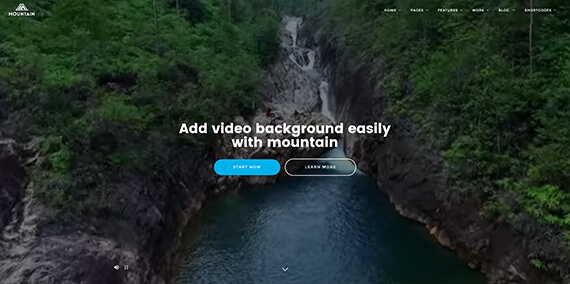 MOUNTAIN
HOME PAGES FEATURES WORK BLOG SHORTCODES
Add video background easily
with mountain
START NOW LEARN MORE